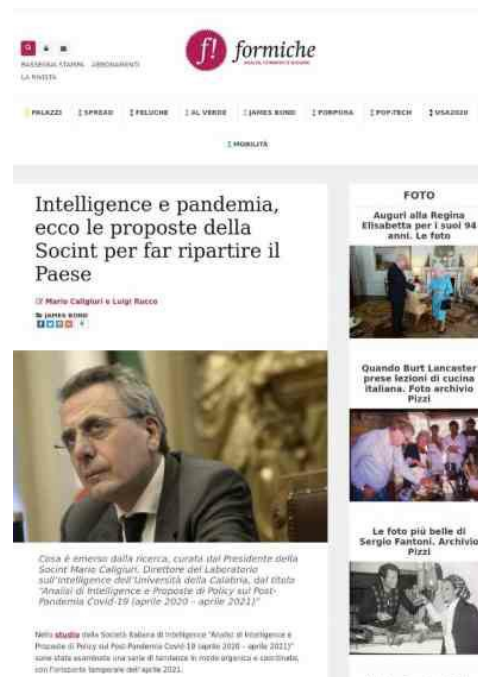 RASSEGNA STAMPA ABBONAMENTI
LA RIVISTA
f! formiche
PALAZZI SPREAD FELUCHE AL VERDE JAMES BOND PORPORA POP-TECH USA2020
MOBILITÀ
Intelligence e pandemia,
ecco le proposte della
Socint per far ripartire il
Paese
Mario Caligiuri e Luigi Rucco
JAMES BOND
Cosa è emerso dalla ricerca, curata dal Presidente della
Socint Mario Caligiuri, Direttore del Laboratorio
sull'Intelligence dell'Università della Calabria, dal titolo
"Analisi di Intelligence e Proposte di Policy sul Post-
Pandemia Covid-19 (aprile 2020 – aprile 2021)"
Nello studio della Società Italiana di Intelligence "Analisi di Intelligence e
Proposte di Policy sul Post-Pandemia Covid-19 (aprile 2020 – aprile 2021)"
sono state esaminate una serie di tendenze in modo organico e coordinato,
con l'orizzonte temporale dell'aprile 2021.
FOTO
Auguri alla Regina
Elisabetta per i suoi 94
anni. Le foto
Quando Burt Lancaster
prese lezioni di cucina
italiana. Foto archivio
Pizzi
Le foto più belle di
Sergio Fantoni. Archivio
Pizzi